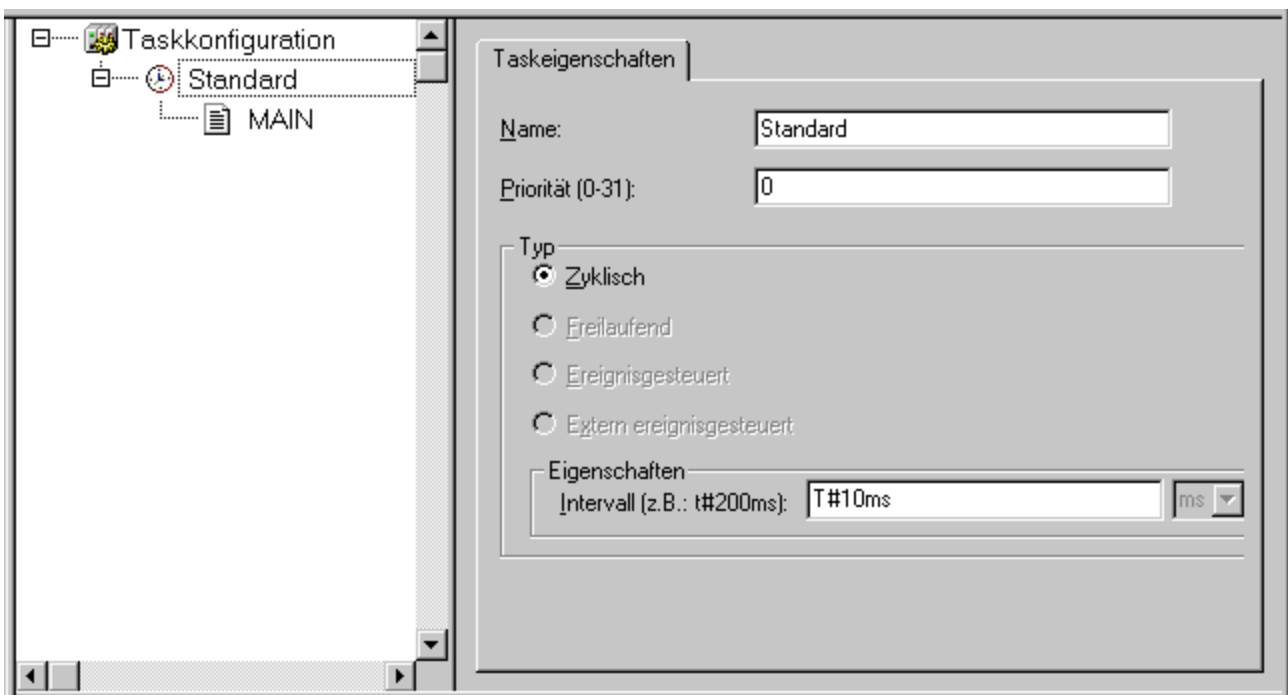 Taskkonfiguration
Standard
MAIN
Taskeigenschaften
Name: Standard
Priorität (0-31): 0
Typ
Zyklisch
Freilaufend
Ereignisgesteuert
Extern ereignisgesteuert
Eigenschaften
Intervall (z.B.: t#200ms): T#10ms ms